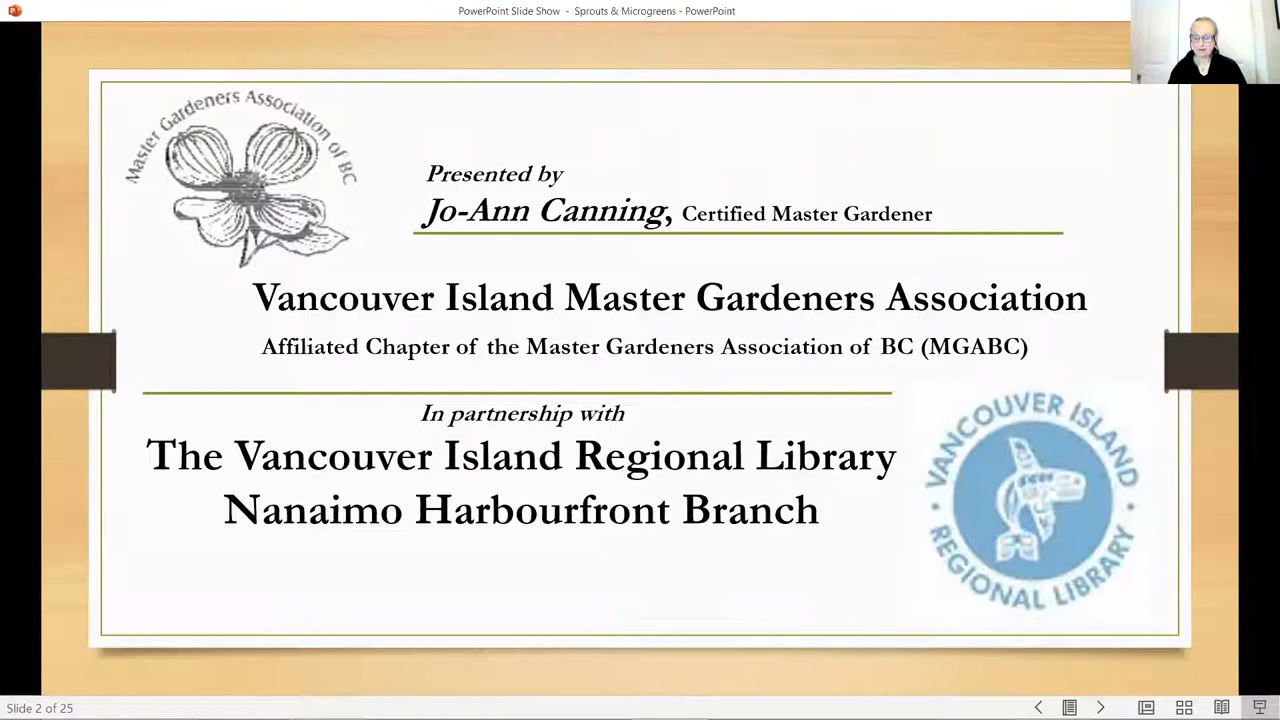 PowerPoint Slide Show - Sprouts & Microgreens - PowerPoint
Master Gardeners Association of BC
Presented by
Jo-Ann Canning, Certified Master Gardener
Vancouver Island Master Gardeners Association
Affiliated Chapter of the Master Gardeners Association of BC (MGABC)
In partnership with
The Vancouver Island Regional Library
Nanaimo Harbourfront Branch
VANCOUVER ISLAND
REGIONAL LIBRARY
Slide 2 of 25